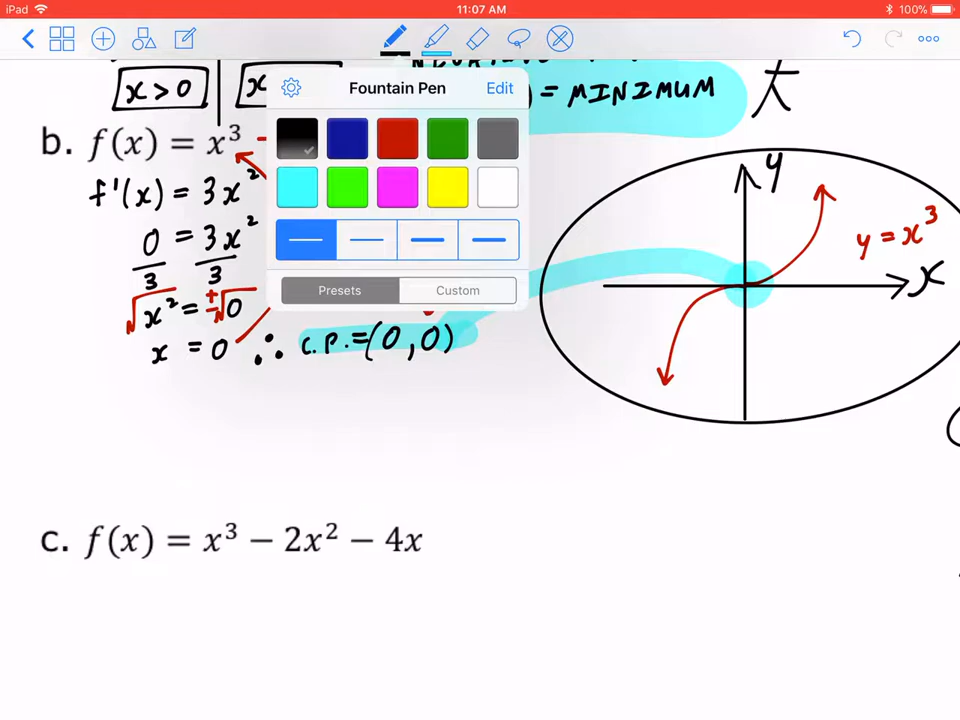 iPad 11:07 AM 100%
x > 0 x
) = MINIMUM
Fountain Pen Edit
b. f(x) = x³
y
f'(x) = 3x²
y = x³
0 = 3x²
3 3
x
Presets Custom
√x² = ±√0
x = 0 ∴ c.p. = (0, 0)
c. f(x) = x³ − 2x² − 4x